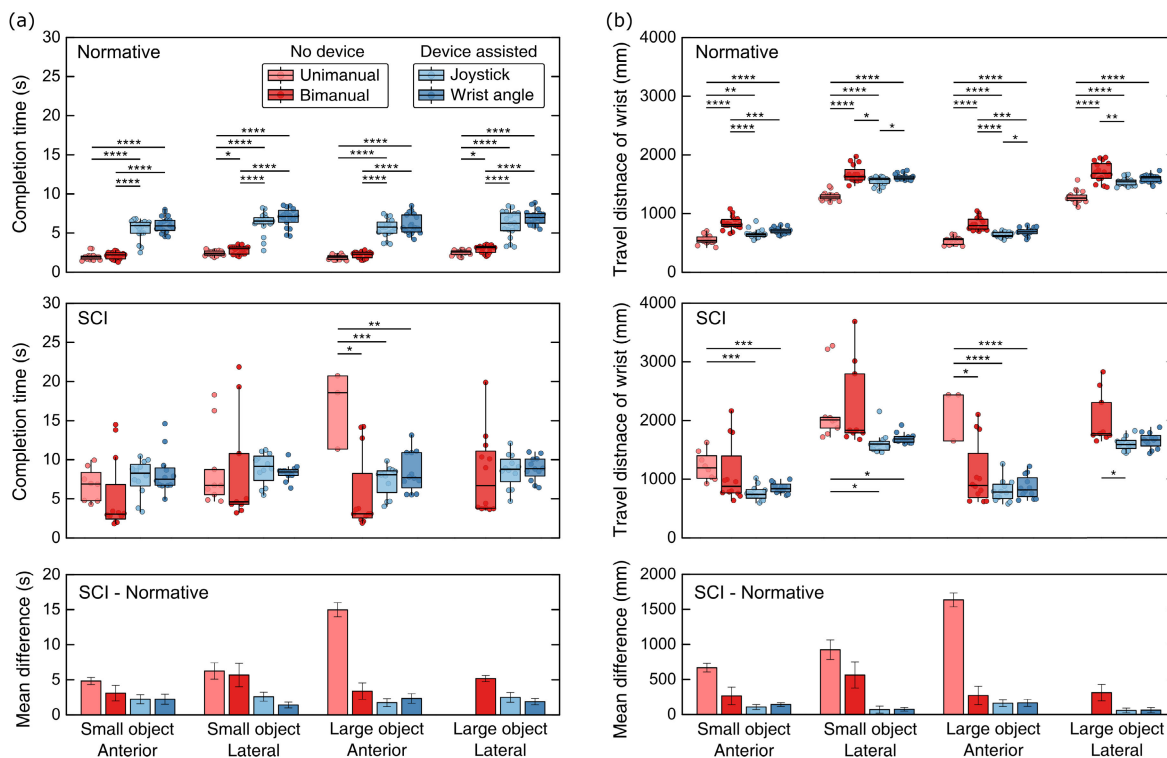 (a)
Completion time (s)
30
25
20
15
10
5
0
Normative
No device
Device assisted
Unimanual
Bimanual
Joystick
Wrist angle
****
****
****
****
****
****
*
****
****
****
****
****
****
****
****
*
****
****
Completion time (s)
30
25
20
15
10
5
0
SCI
**
***
*
Mean difference (s)
20
15
10
5
0
SCI - Normative
Small object
Anterior
Small object
Lateral
Large object
Anterior
Large object
Lateral
(b)
Travel distnace of wrist (mm)
4000
3000
2000
1000
0
Normative
****
**
****
***
****
****
****
****
*
*
****
****
****
***
****
*
****
****
****
**
Travel distnace of wrist (mm)
4000
3000
2000
1000
0
SCI
***
***
*
*
****
****
*
*
Mean difference (mm)
2000
1500
1000
500
0
SCI - Normative
Small object
Anterior
Small object
Lateral
Large object
Anterior
Large object
Lateral